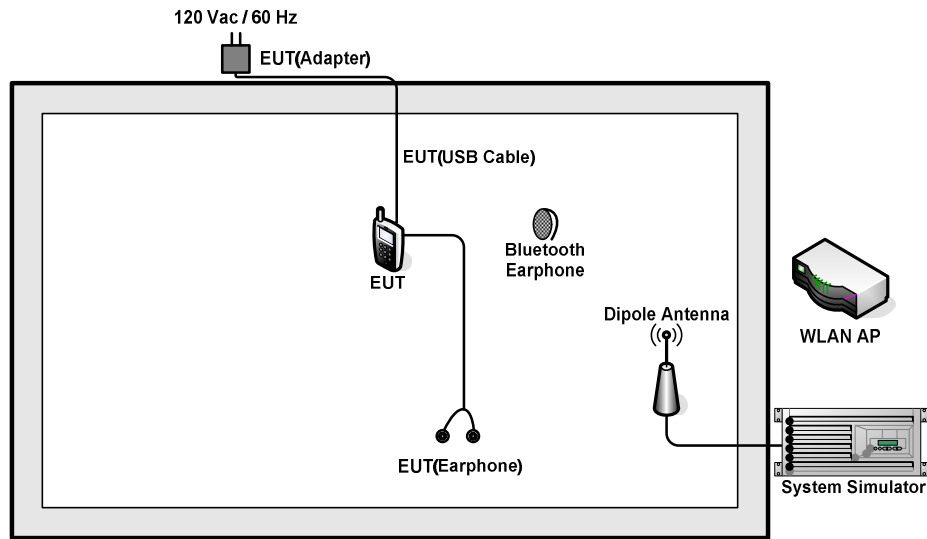 120 Vac / 60 Hz
EUT(Adapter)
EUT(USB Cable)
EUT
Bluetooth
Earphone
Dipole Antenna
WLAN AP
EUT(Earphone)
System Simulator